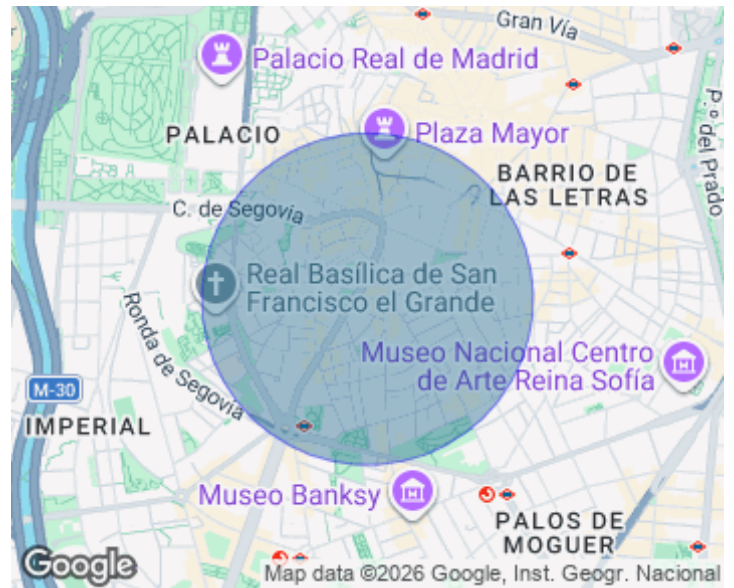 Gran Vía
Palacio Real de Madrid
PALACIO
Plaza Mayor
P.º del Prado
BARRIO DE
LAS LETRAS
C. de Segovia
Real Basílica de San
Francisco el Grande
Ronda de Segovia
Museo Nacional Centro
de Arte Reina Sofía
M-30
IMPERIAL
Museo Banksy
PALOS DE
MOGUER
Google
Map data ©2026 Google, Inst. Geogr. Nacional